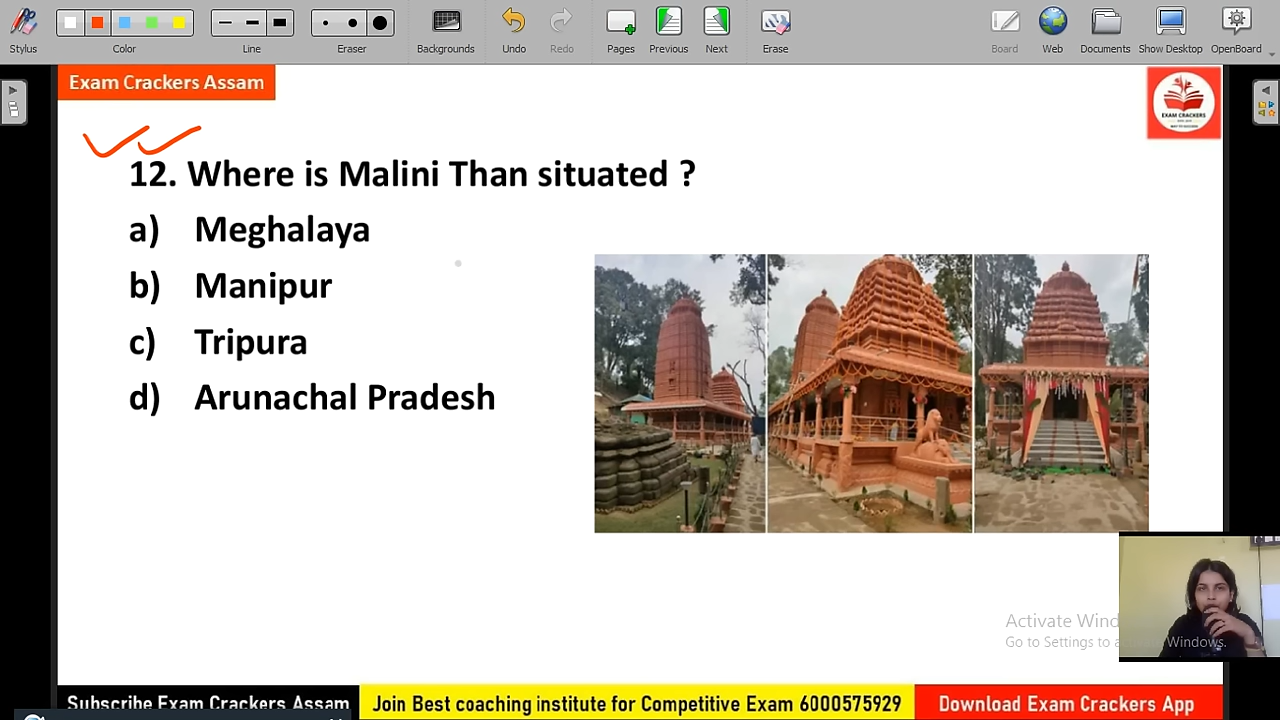 Stylus
Color
Line
Eraser
Backgrounds
Undo
Redo
Pages
Previous
Next
Erase
Board
Web
Documents
Show Desktop
OpenBoard
Exam Crackers Assam
EXAM CRACKERS
12. Where is Malini Than situated ?
a) Meghalaya
b) Manipur
c) Tripura
d) Arunachal Pradesh
Activate Wind
Go to Settings to a Windows.
Subscribe Exam Crackers Assam
Join Best coaching institute for Competitive Exam 6000575929
Download Exam Crackers App